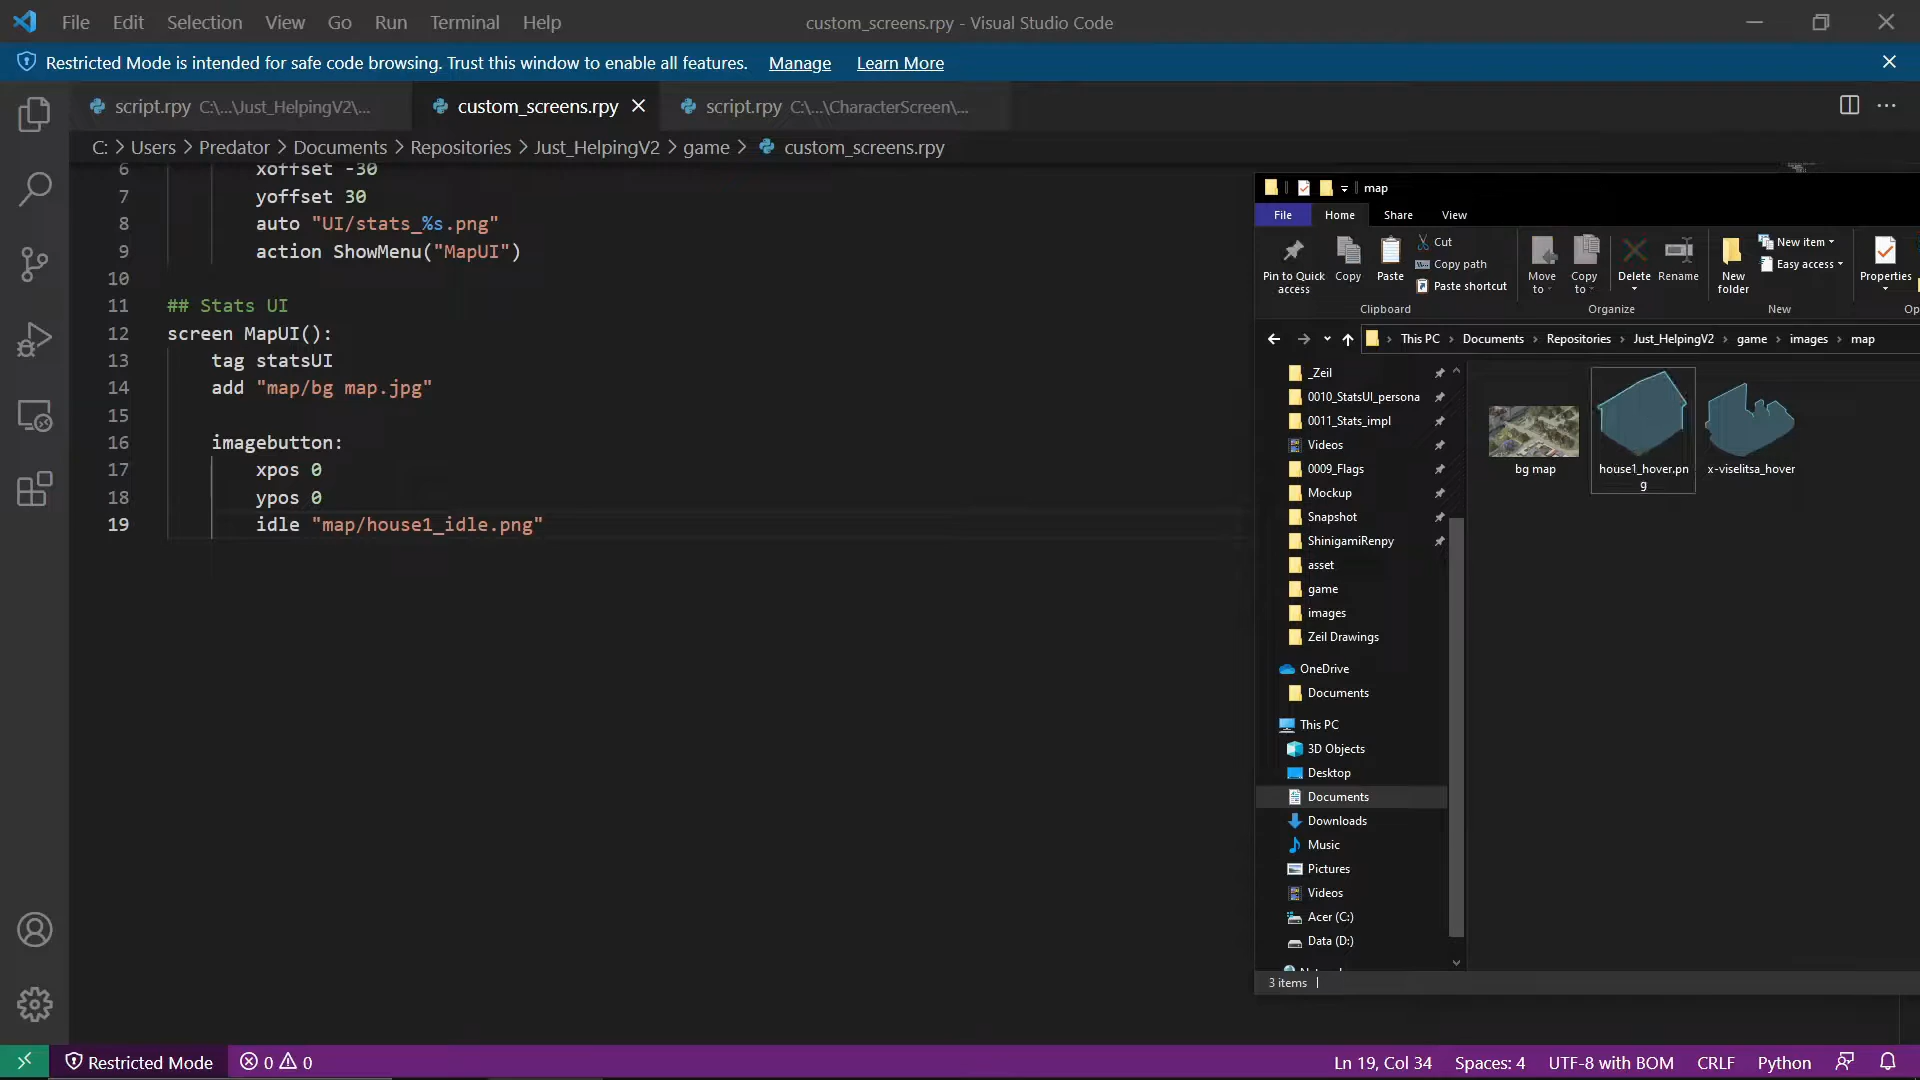 File Edit Selection View Go Run Terminal Help
custom_screens.rpy - Visual Studio Code
Restricted Mode is intended for safe code browsing. Trust this window to enable all features. Manage Learn More
script.rpy C:\...\Just_HelpingV2\...
custom_screens.rpy
script.rpy C:\...\CharacterScreen\...
C: > Users > Predator > Documents > Repositories > Just_HelpingV2 > game > custom_screens.rpy
6 xoffset -30
7 yoffset 30
8 auto "UI/stats_%s.png"
9 action ShowMenu("MapUI")
10
11 ## Stats UI
12 screen MapUI():
13 tag statsUI
14 add "map/bg map.jpg"
15
16 imagebutton:
17 xpos 0
18 ypos 0
19 idle "map/house1_idle.png"
map
File Home Share View
Pin to Quick access
Copy
Paste
Cut
Copy path
Paste shortcut
Move to
Copy to
Delete
Rename
New folder
New item
Easy access
Properties
Clipboard
Organize
New
Op
This PC > Documents > Repositories > Just_HelpingV2 > game > images > map
_Zeil
0010_StatsUI_persona
0011_Stats_impl
Videos
0009_Flags
Mockup
Snapshot
ShinigamiRenpy
asset
game
images
Zeil Drawings
OneDrive
Documents
This PC
3D Objects
Desktop
Documents
Downloads
Music
Pictures
Videos
Acer (C:)
Data (D:)
bg map
house1_hover.pn
g
x-viselitsa_hover
3 items
Restricted Mode
0 0
Ln 19, Col 34
Spaces: 4
UTF-8 with BOM
CRLF
Python